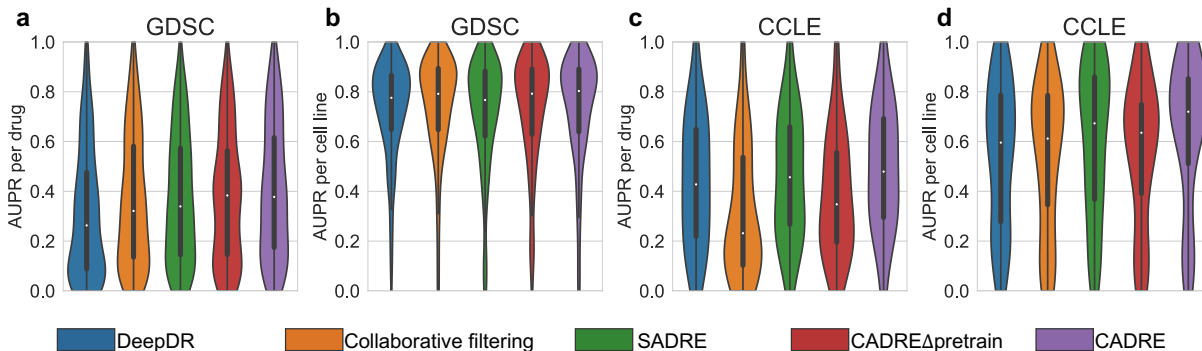 a
GDSC
AUPR per drug
1.0
0.8
0.6
0.4
0.2
0.0
b
GDSC
AUPR per cell line
1.0
0.8
0.6
0.4
0.2
0.0
c
CCLE
AUPR per drug
1.0
0.8
0.6
0.4
0.2
0.0
d
CCLE
AUPR per cell line
1.0
0.8
0.6
0.4
0.2
0.0
DeepDR
Collaborative filtering
SADRE
CADREΔpretrain
CADRE